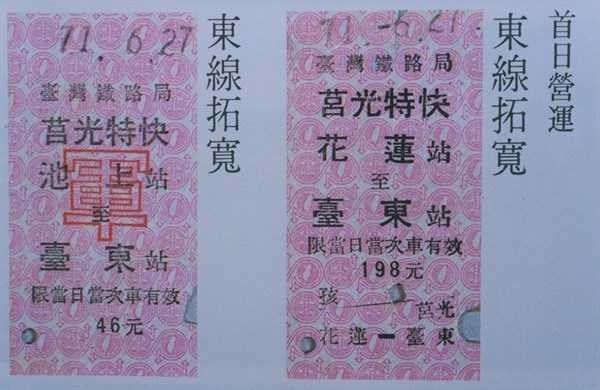 首日營運
東線拓寬
71.-6.27.
臺灣鐵路局
莒光特快
花蓮站
至
臺東站
限當日當次車有效
198元
孩
莒光
花蓮－臺東
東線拓寬
71.6.27
臺灣鐵路局
莒光特快
池上站
至
臺東站
軍
限當日當次車有效
46元